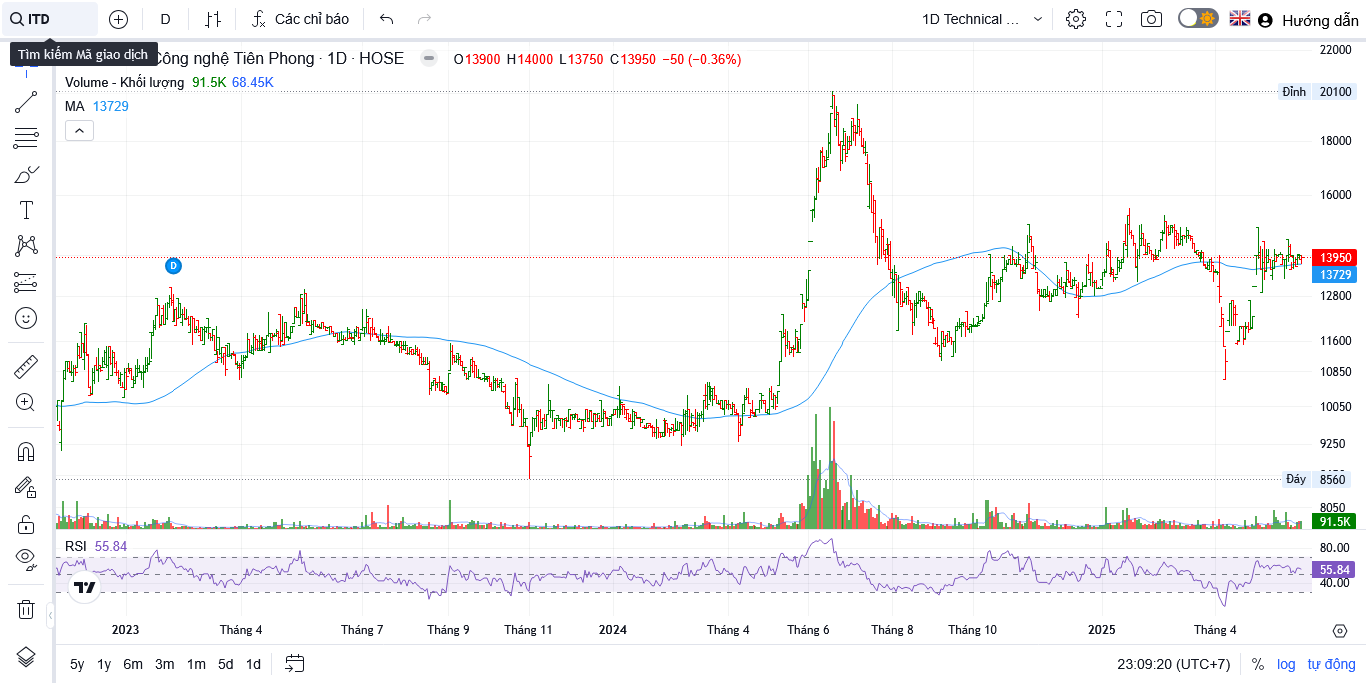 ITD
D
Các chỉ báo
1D Technical ...
Hướng dẫn
Tìm kiếm Mã giao dịch
Công nghệ Tiên Phong · 1D · HOSE
O13900 H14000 L13750 C13950 −50 (−0.36%)
Volume - Khối lượng 91.5K 68.45K
MA 13729
22000
Đỉnh 20100
18000
16000
D
13950
13729
12800
11600
10850
10050
9250
Đáy 8560
8050
91.5K
RSI 55.84
80.00
55.84
40.00
2023 Tháng 4 Tháng 7 Tháng 9 Tháng 11 2024 Tháng 4 Tháng 6 Tháng 8 Tháng 10 2025 Tháng 4
5y 1y 6m 3m 1m 5d 1d
23:09:20 (UTC+7) % log tự động